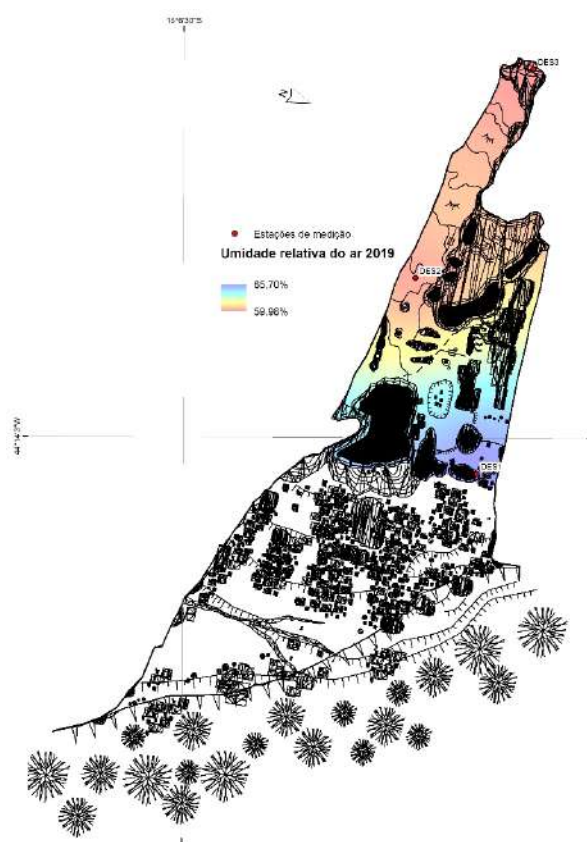 DES3
Estações de medição
Umidade relativa do ar 2019
DES2
65,70%
59,98%
DES1